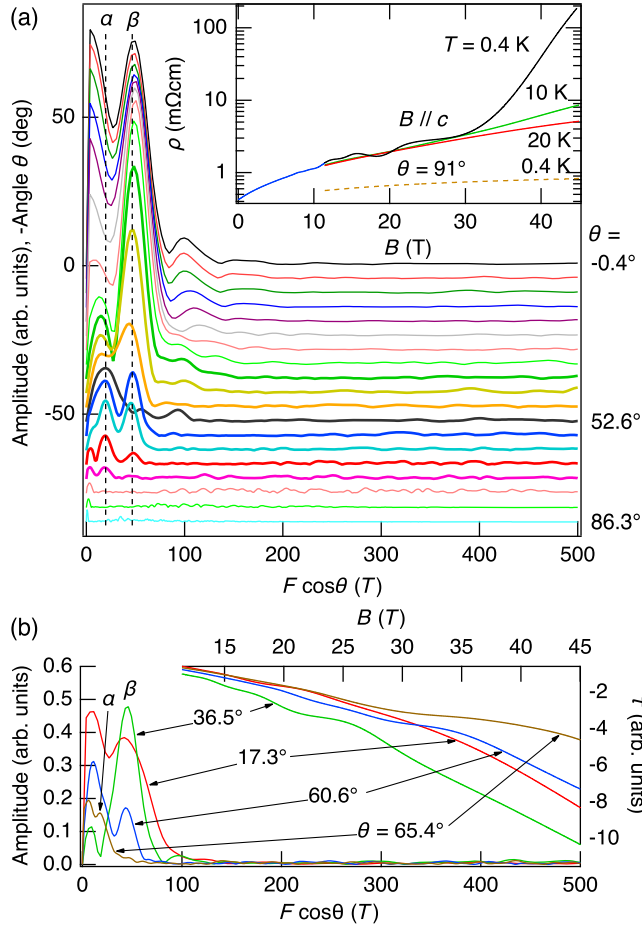 (a)
α
β
Amplitude (arb. units), -Angle θ (deg)
50
0
-50
ρ (mΩcm)
100
10
1
T = 0.4 K
10 K
B // c
20 K
θ = 91°
0.4 K
0
10
20
30
40
B (T)
θ =
-0.4°
52.6°
86.3°
0
100
200
300
400
500
F cosθ (T)
(b)
B (T)
15
20
25
30
35
40
45
Amplitude (arb. units)
0.6
0.5
0.4
0.3
0.2
0.1
0.0
α
β
36.5°
17.3°
60.6°
θ = 65.4°
-2
-4
-6
-8
-10
τ (arb. units)
0
100
200
300
400
500
F cosθ (T)